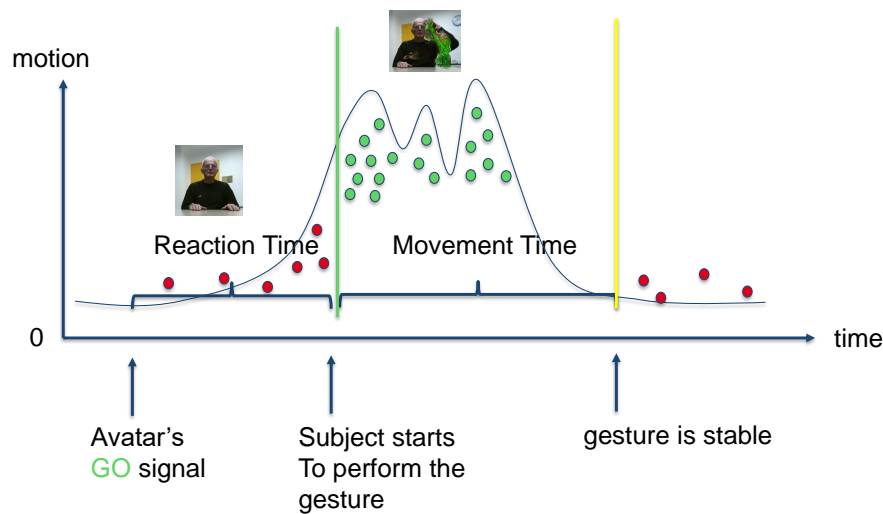 motion
Reaction Time
Movement Time
0
time
Avatar’s
GO signal
Subject starts
To perform the
gesture
gesture is stable